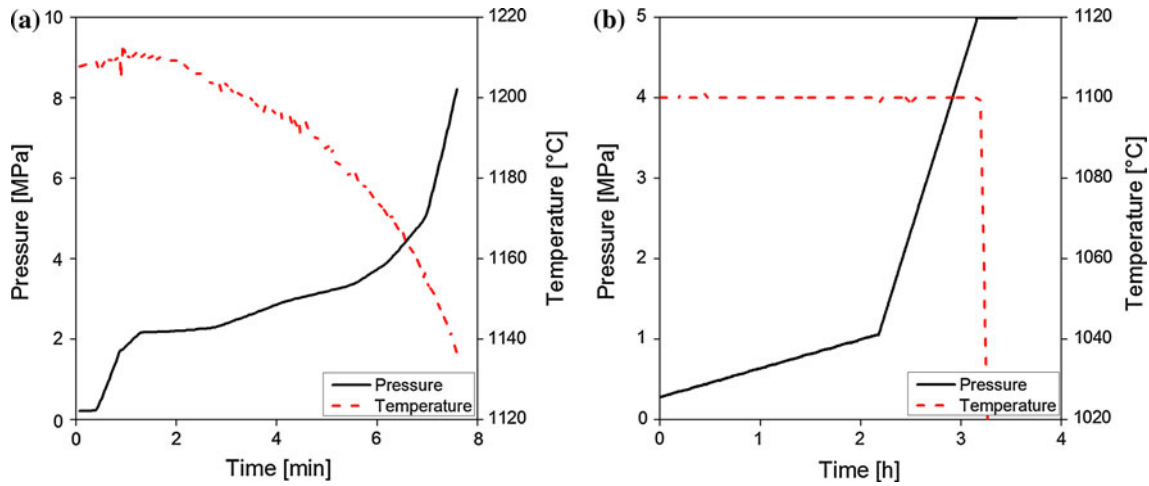 (a)
10
8
6
4
2
0
Pressure [MPa]
0 2 4 6 8
Time [min]
1220
1200
1180
1160
1140
1120
Temperature [°C]
Pressure
Temperature
(b)
5
4
3
2
1
0
Pressure [MPa]
0 1 2 3 4
Time [h]
1120
1100
1080
1060
1040
1020
Temperature [°C]
Pressure
Temperature